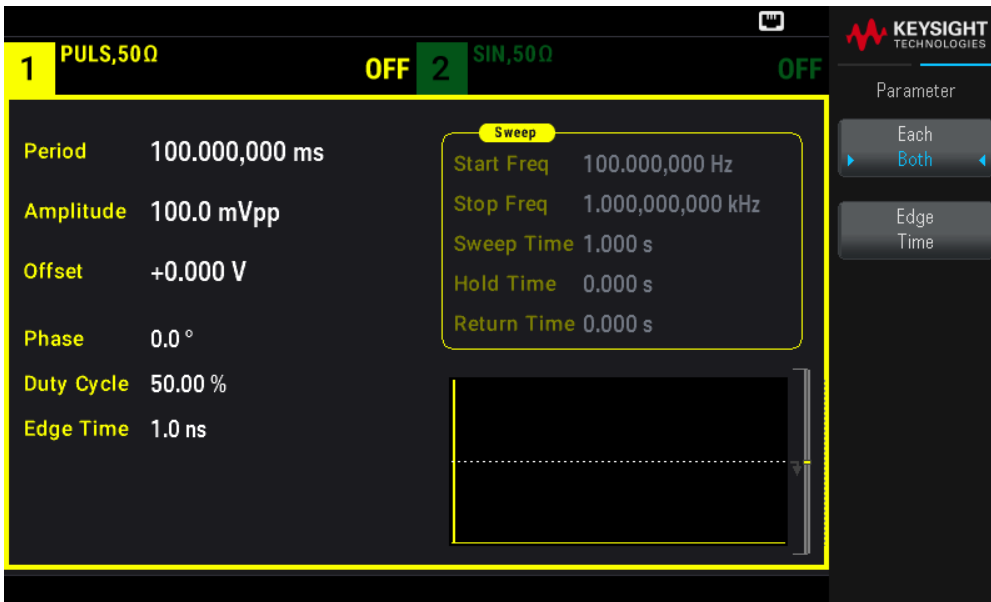 KEYSIGHT
TECHNOLOGIES
1 PULS,50Ω OFF
2 SIN,50Ω OFF
Parameter
Each
Both
Edge
Time
Period 100.000,000 ms
Amplitude 100.0 mVpp
Offset +0.000 V
Phase 0.0 °
Duty Cycle 50.00 %
Edge Time 1.0 ns
Sweep
Start Freq 100.000,000 Hz
Stop Freq 1.000,000,000 kHz
Sweep Time 1.000 s
Hold Time 0.000 s
Return Time 0.000 s